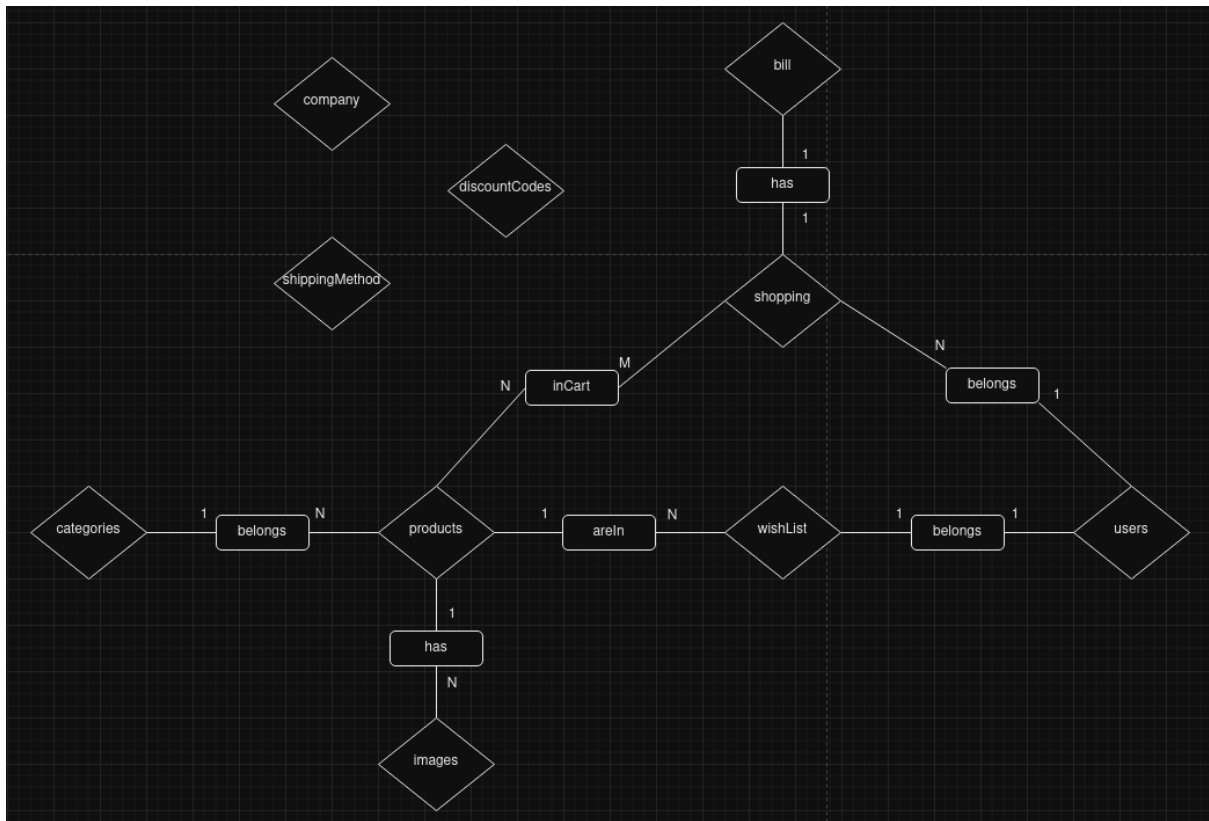 bill
company
1
has
discountCodes
1
shippingMethod
shopping
N
M
inCart
N
belongs
1
categories
1
belongs
N
products
1
areIn
N
wishList
1
belongs
1
users
1
has
N
images